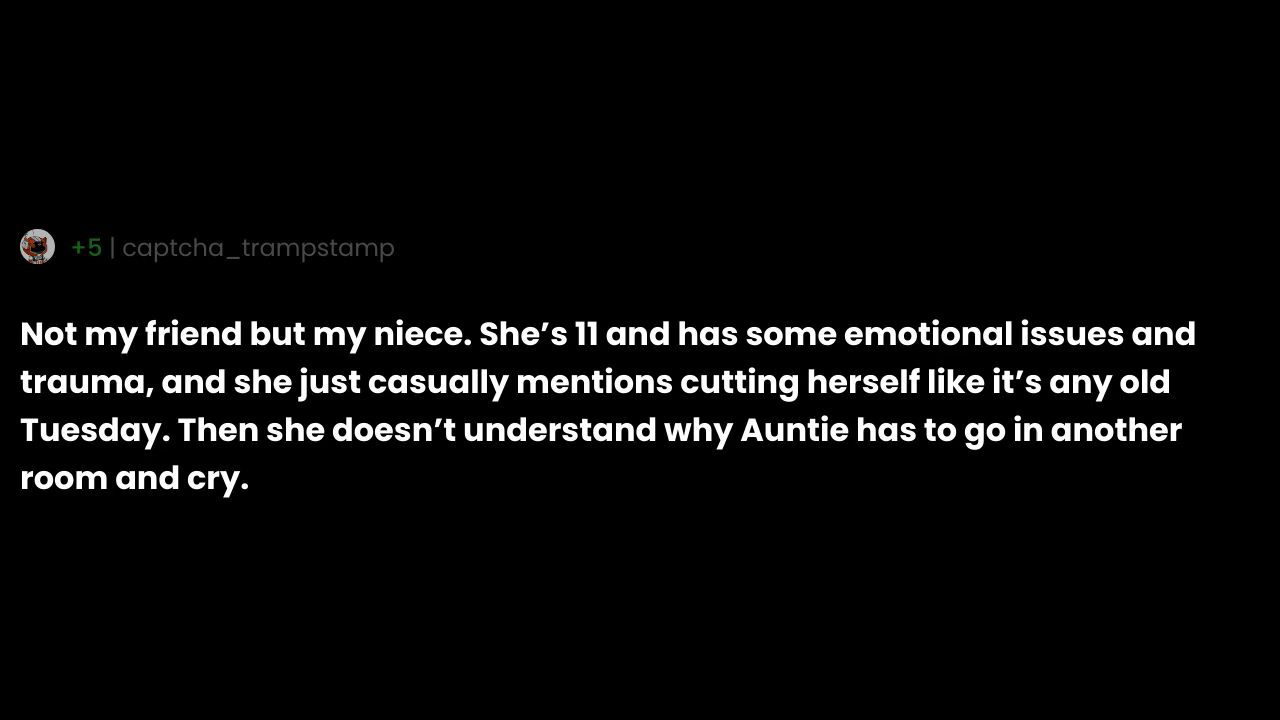 +5 | captcha_trampstamp
Not my friend but my niece. She’s 11 and has some emotional issues and
trauma, and she just casually mentions cutting herself like it’s any old
Tuesday. Then she doesn’t understand why Auntie has to go in another
room and cry.